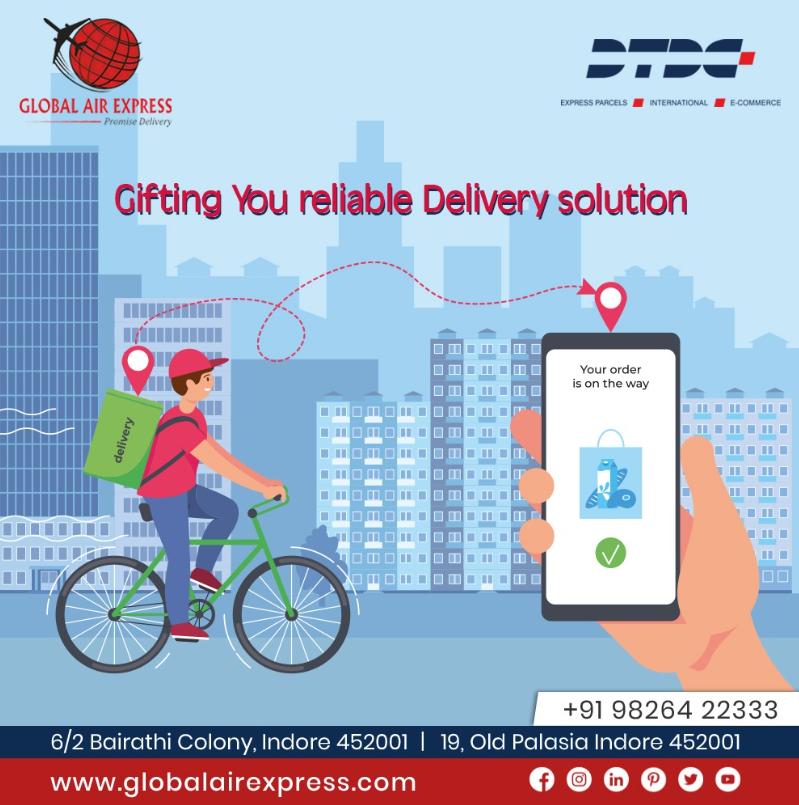 GLOBAL AIR EXPRESS
Promise Delivery
DTDC
EXPRESS PARCELS INTERNATIONAL E-COMMERCE
Gifting You reliable Delivery solution
Your order
is on the way
delivery
+91 98264 22333
6/2 Bairathi Colony, Indore 452001 | 19, Old Palasia Indore 452001
www.globalairexpress.com